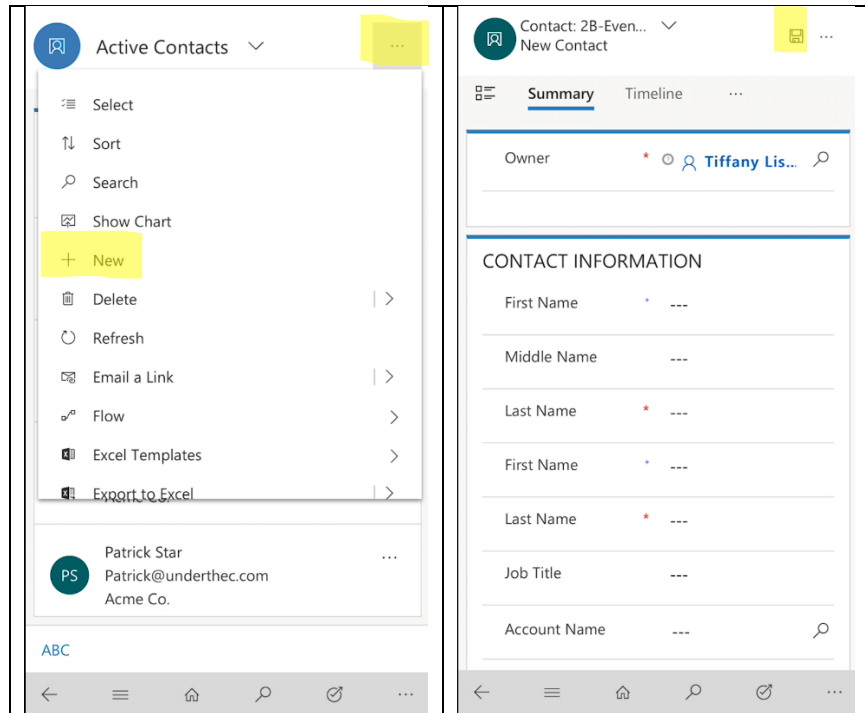 Active Contacts
...
Select
Sort
Search
Show Chart
New
Delete
Refresh
Email a Link
Flow
Excel Templates
Export to Excel
Patrick Star
...
PS
Patrick@underthec.com
Acme Co.
ABC
...
Contact: 2B-Even...
New Contact
...
Summary Timeline ...
Owner * Tiffany Lis...
CONTACT INFORMATION
First Name + ---
Middle Name ---
Last Name * ---
First Name + ---
Last Name * ---
Job Title ---
Account Name ---
...